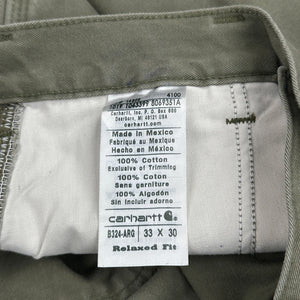 4100
Carhartt, Inc. P.O. Box 600
Dearborn, MI 48121 USA
carhartt.com
Made in Mexico
Fabriqué au Mexique
Hecho en México
100% Cotton
Exclusive of Trimming
100% Coton
Sans garniture
100% Algodón
Sin incluir adornos
carhartt
B324-ARG 33 X 30
Relaxed Fit